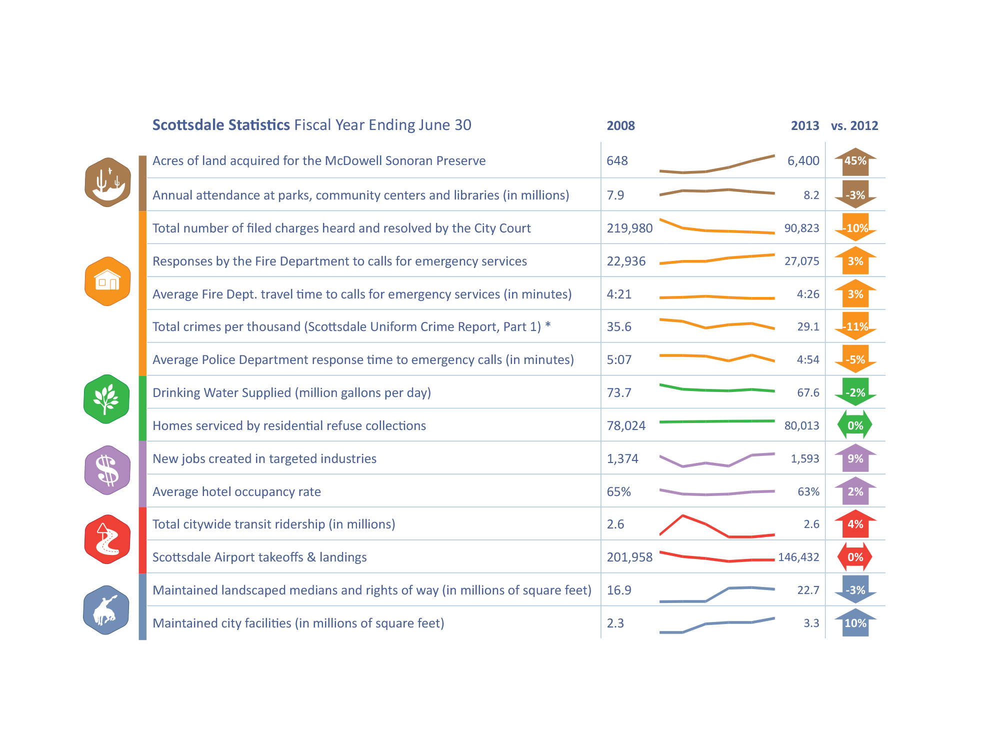 Scottsdale Statistics Fiscal Year Ending June 30 2008 2013 vs. 2012
Acres of land acquired for the McDowell Sonoran Preserve 648 6,400 45%
Annual attendance at parks, community centers and libraries (in millions) 7.9 8.2 -3%
Total number of filed charges heard and resolved by the City Court 219,980 90,823 -10%
Responses by the Fire Department to calls for emergency services 22,936 27,075 3%
Average Fire Dept. travel time to calls for emergency services (in minutes) 4:21 4:26 3%
Total crimes per thousand (Scottsdale Uniform Crime Report, Part 1) * 35.6 29.1 -11%
Average Police Department response time to emergency calls (in minutes) 5:07 4:54 -5%
Drinking Water Supplied (million gallons per day) 73.7 67.6 -2%
Homes serviced by residential refuse collections 78,024 80,013 0%
New jobs created in targeted industries 1,374 1,593 9%
Average hotel occupancy rate 65% 63% 2%
Total citywide transit ridership (in millions) 2.6 2.6 4%
Scottsdale Airport takeoffs & landings 201,958 146,432 0%
Maintained landscaped medians and rights of way (in millions of square feet) 16.9 22.7 -3%
Maintained city facilities (in millions of square feet) 2.3 3.3 10%